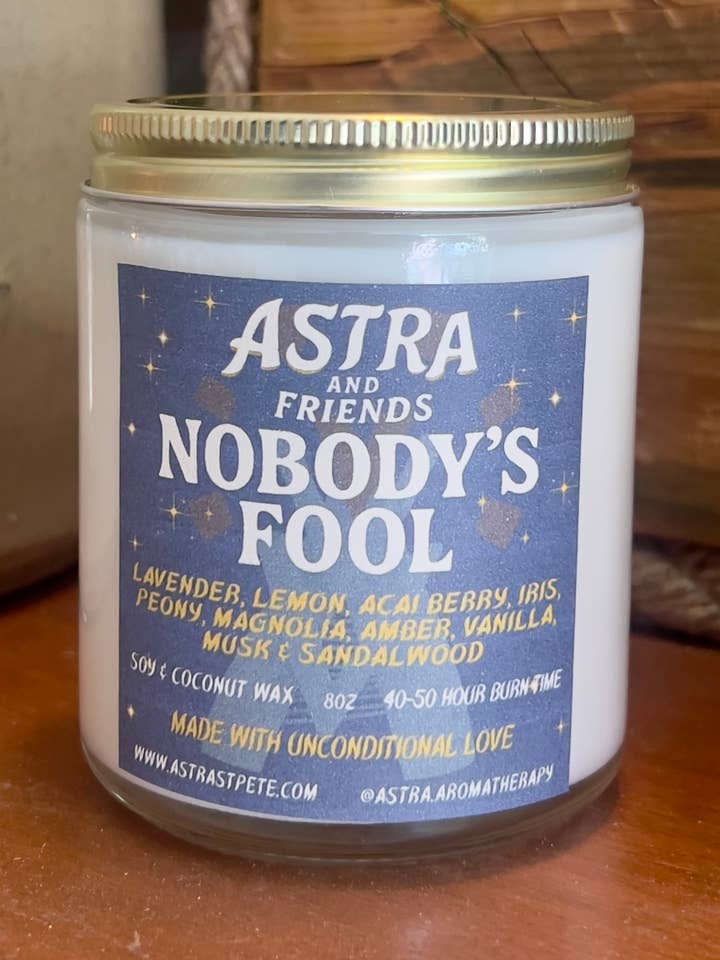 ASTRA
AND
FRIENDS
NOBODY'S
FOOL
LAVENDER, LEMON, ACAI BERRY, IRIS,
PEONY, MAGNOLIA, AMBER, VANILLA,
MUSK & SANDALWOOD
SOY & COCONUT WAX 8OZ 40-50 HOUR BURN TIME
MADE WITH UNCONDITIONAL LOVE
WWW.ASTRASTPETE.COM @ASTRA.AROMATHERAPY